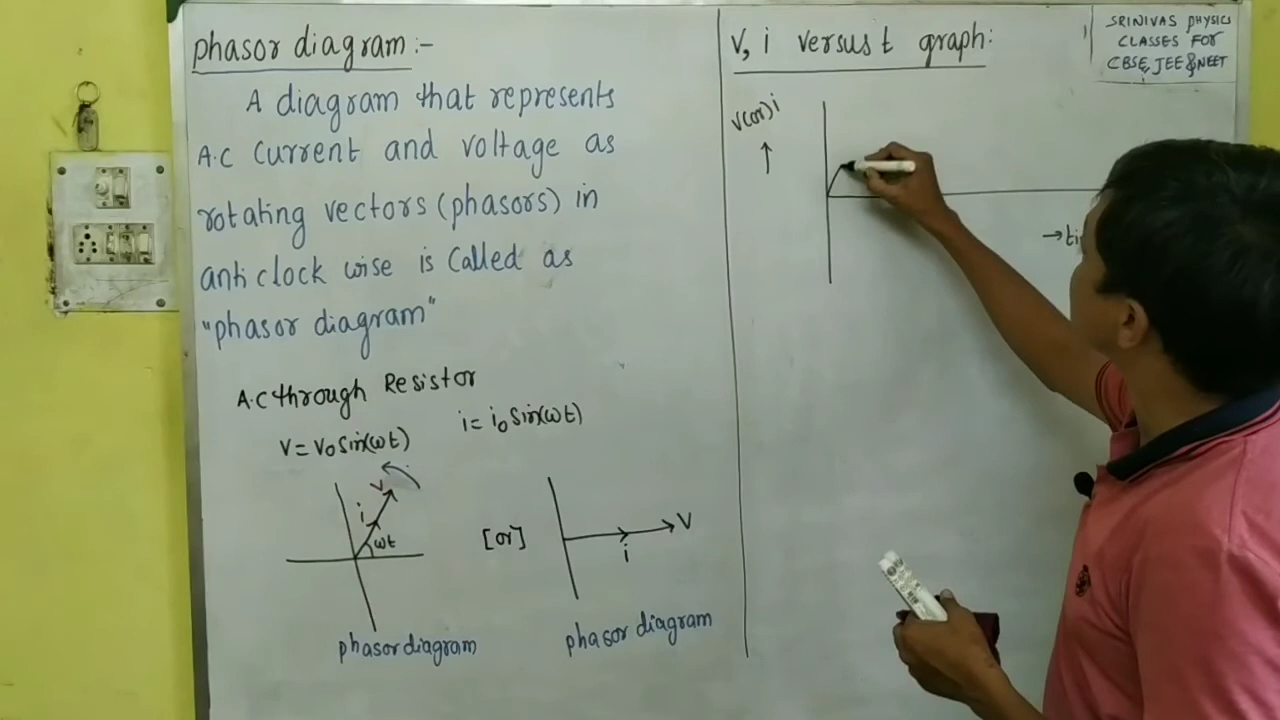 phasor diagram:-
A diagram that represents
A.C current and voltage as
rotating vectors (phasors) in
anti clock wise is called as
"phasor diagram"
A.C through Resistor
V = V₀ Sin(ωt)
i = i₀ Sin(ωt)
V
i
ωt
phasor diagram
[or]
V
i
phasor diagram
V, i versus t graph:
SRINIVAS PHYSICS
CLASSES FOR
CBSE, JEE & NEET
V(or) i
↑
→ti